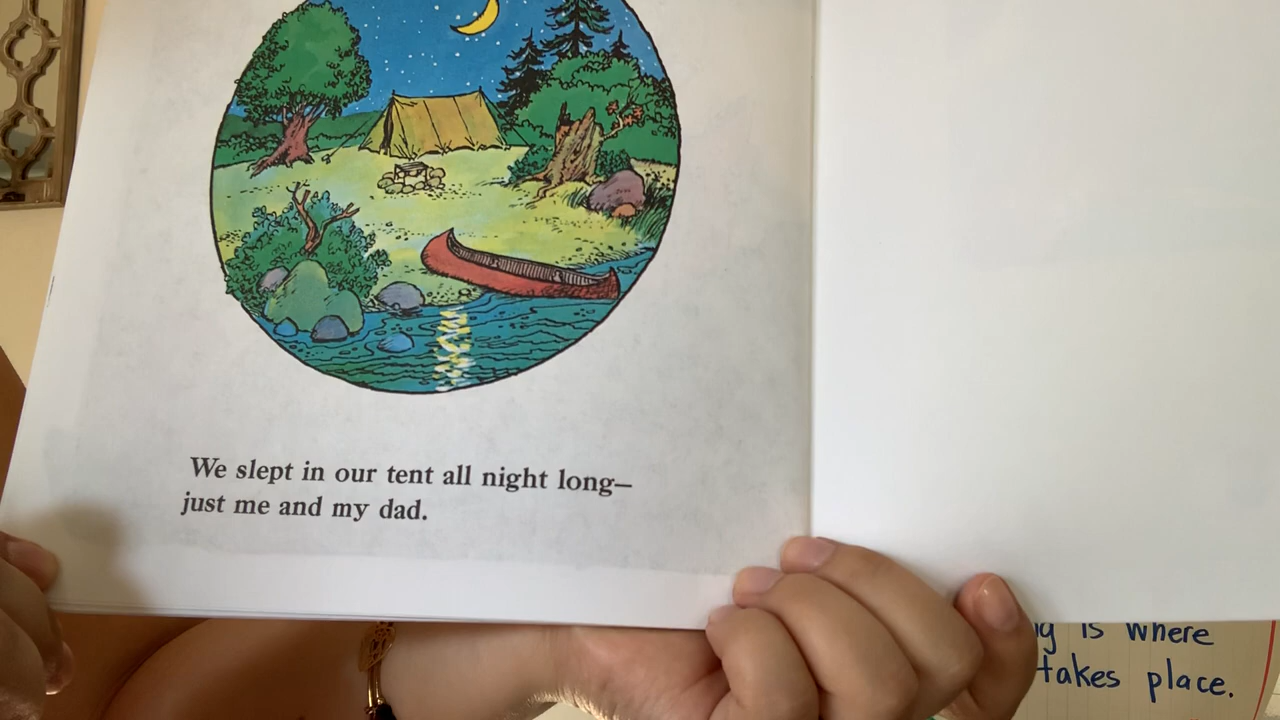 We slept in our tent all night long—
just me and my dad.
is where
takes place.